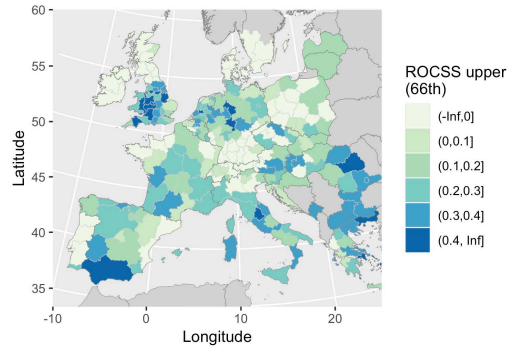 60
55
50
45
40
35
Latitude
-10
0
10
20
Longitude
ROCSS upper
(66th)
(-Inf,0]
(0,0.1]
(0.1,0.2]
(0.2,0.3]
(0.3,0.4]
(0.4, Inf]